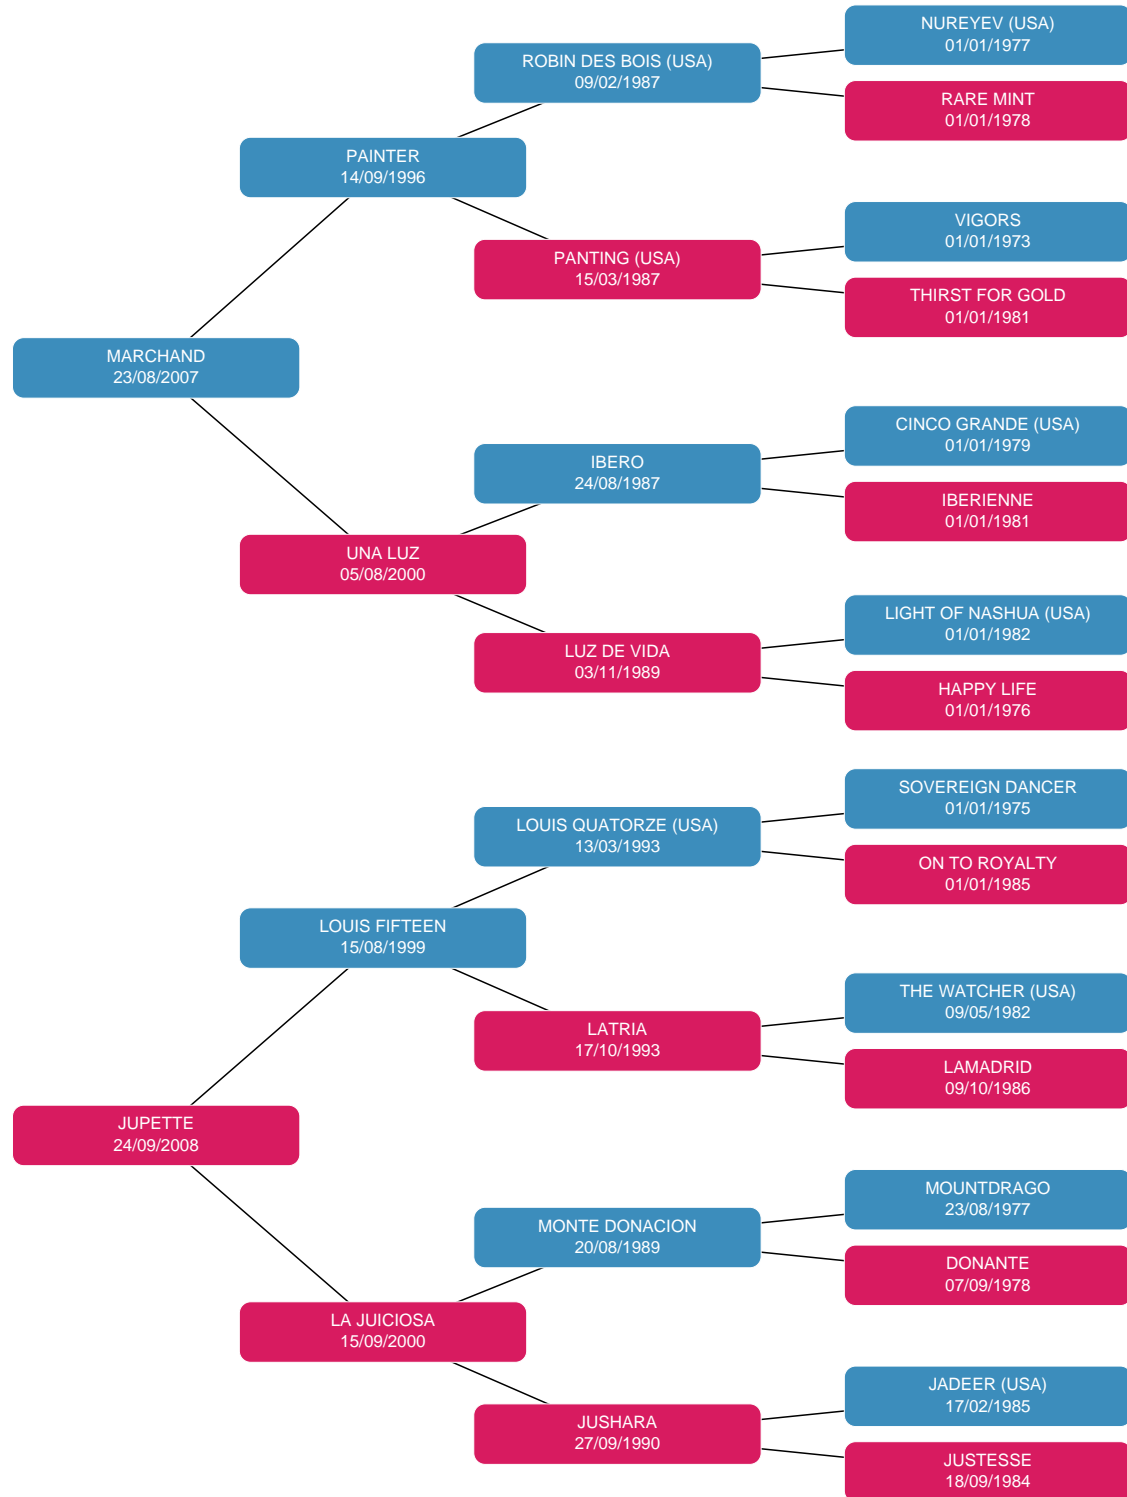 NUREYEV (USA)
01/01/1977
ROBIN DES BOIS (USA)
09/02/1987
RARE MINT
01/01/1978
PAINTER
14/09/1996
VIGORS
01/01/1973
PANTING (USA)
15/03/1987
THIRST FOR GOLD
01/01/1981
MARCHAND
23/08/2007
CINCO GRANDE (USA)
01/01/1979
IBERO
24/08/1987
IBERIENNE
01/01/1981
UNA LUZ
05/08/2000
LIGHT OF NASHUA (USA)
01/01/1982
LUZ DE VIDA
03/11/1989
HAPPY LIFE
01/01/1976
SOVEREIGN DANCER
01/01/1975
LOUIS QUATORZE (USA)
13/03/1993
ON TO ROYALTY
01/01/1985
LOUIS FIFTEEN
15/08/1999
THE WATCHER (USA)
09/05/1982
LATRIA
17/10/1993
LAMADRID
09/10/1986
JUPETTE
24/09/2008
MOUNTDRAGO
23/08/1977
MONTE DONACION
20/08/1989
DONANTE
07/09/1978
LA JUICIOSA
15/09/2000
JADEER (USA)
17/02/1985
JUSHARA
27/09/1990
JUSTESSE
18/09/1984